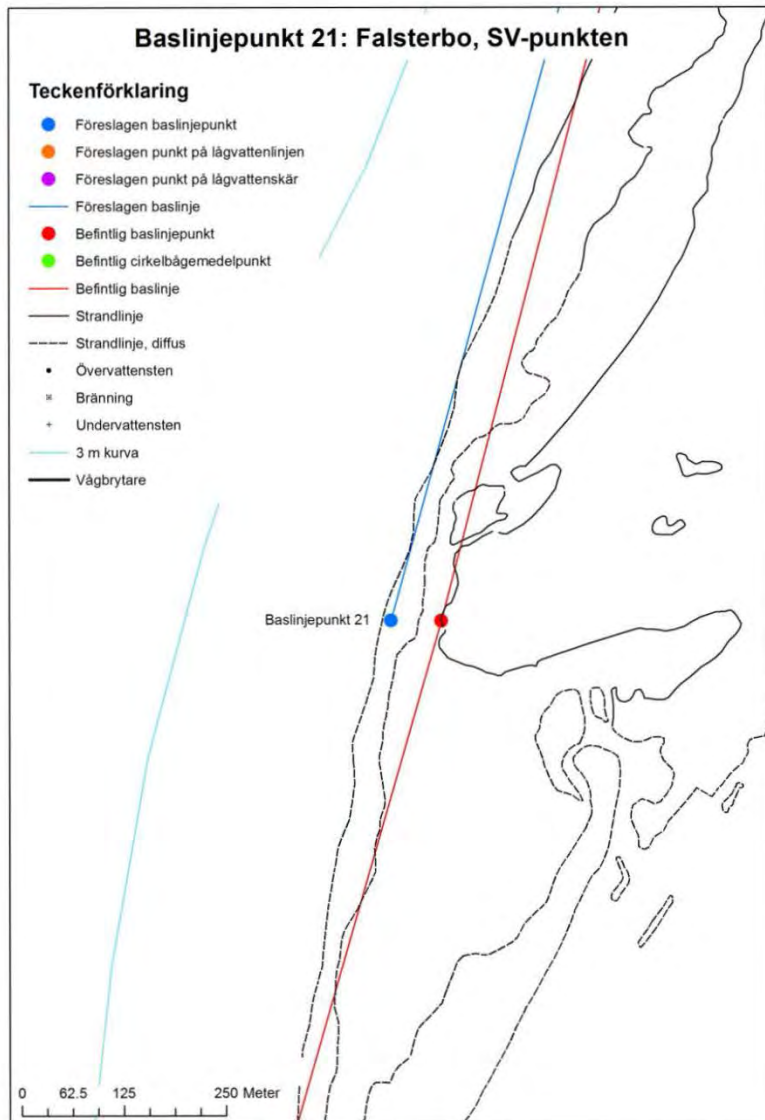 Baslinjepunkt 21: Falsterbo, SV-punkten
Teckenförklaring
Föreslagen baslinjepunkt
Föreslagen punkt på lågvattenlinjen
Föreslagen punkt på lågvattenskär
Föreslagen baslinje
Befintlig baslinjepunkt
Befintlig cirkelbågemedelpunkt
Befintlig baslinje
Strandlinje
Strandlinje, diffus
Övervattensten
Bränning
Undervattensten
3 m kurva
Vågbrytare
Baslinjepunkt 21
0 62.5 125 250 Meter